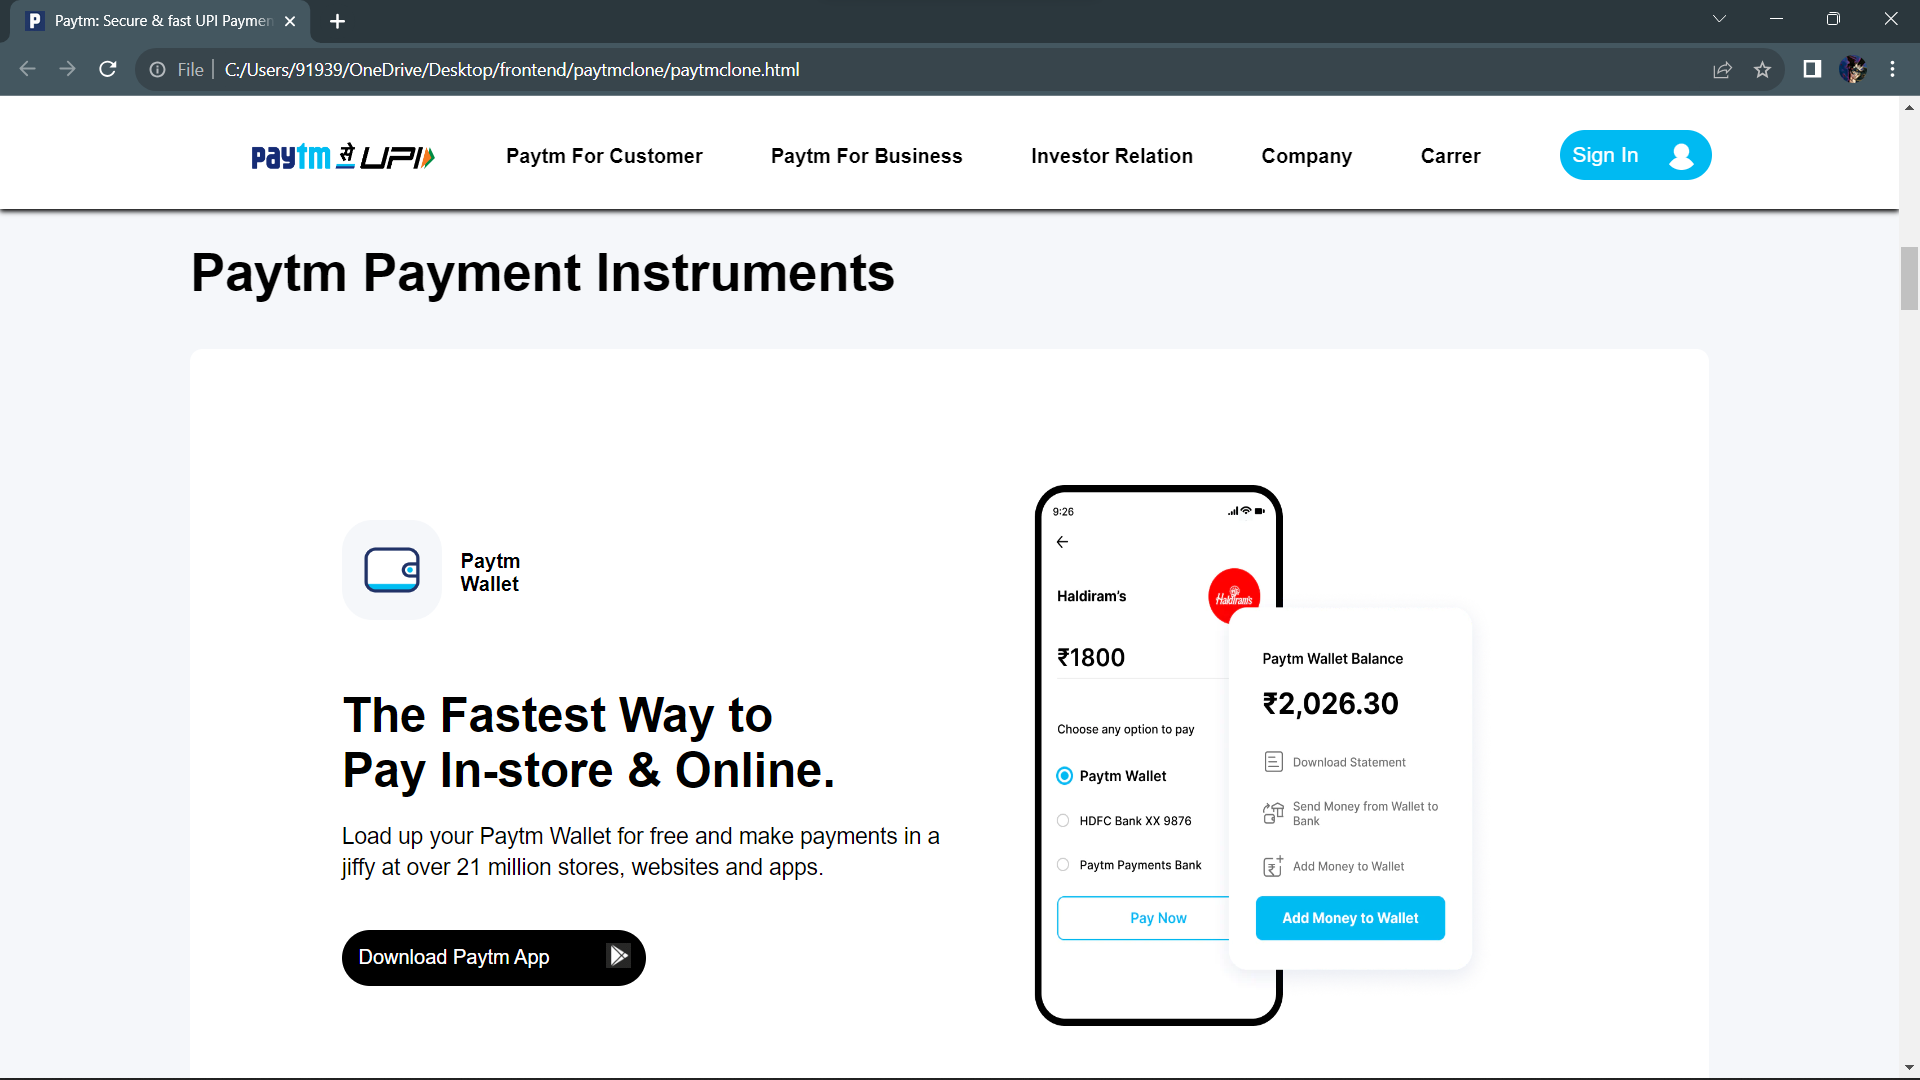 Paytm: Secure & fast UPI Paymen
File
C:/Users/91939/OneDrive/Desktop/frontend/paytmclone/paytmclone.html
paytm से UPI
Paytm For Customer
Paytm For Business
Investor Relation
Company
Carrer
Sign In
Paytm Payment Instruments
Paytm
Wallet
The Fastest Way to
Pay In-store & Online.
Load up your Paytm Wallet for free and make payments in a
jiffy at over 21 million stores, websites and apps.
Download Paytm App
9:26
Haldiram's
Haldiram's
₹1800
Choose any option to pay
Paytm Wallet
HDFC Bank XX 9876
Paytm Payments Bank
Pay Now
Paytm Wallet Balance
₹2,026.30
Download Statement
Send Money from Wallet to
Bank
Add Money to Wallet
Add Money to Wallet